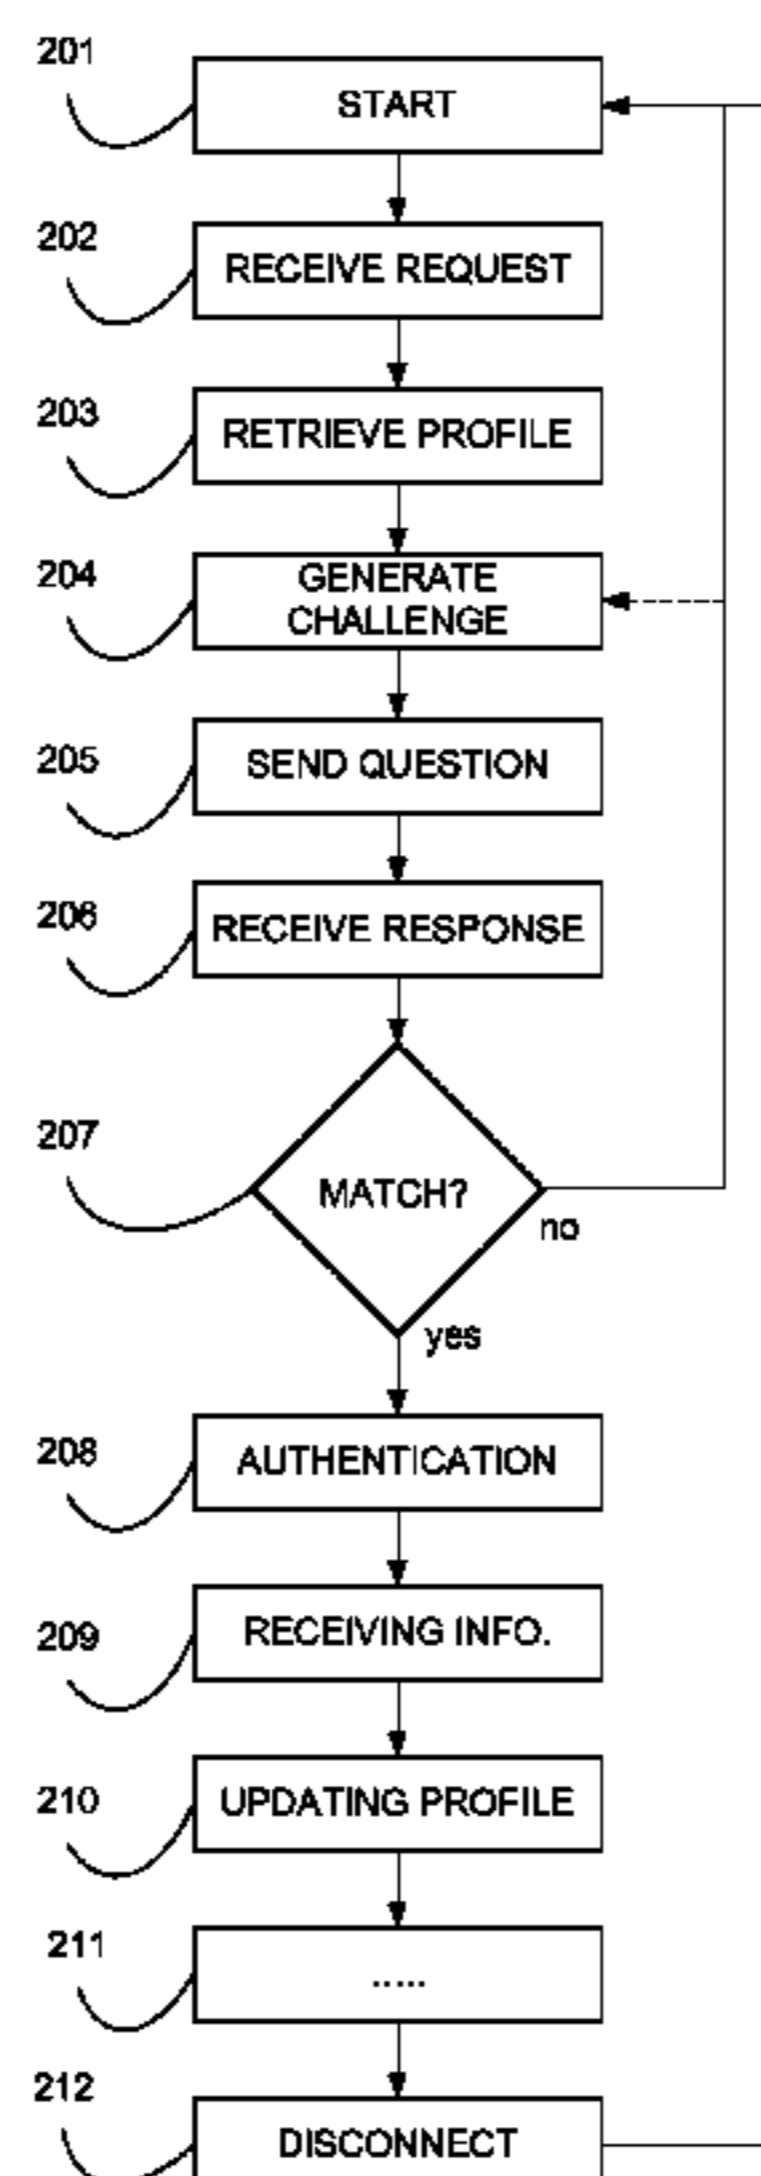 201
START
202
RECEIVE REQUEST
203
RETRIEVE PROFILE
204
GENERATE
CHALLENGE
205
SEND QUESTION
206
RECEIVE RESPONSE
207
MATCH?
no
yes
208
AUTHENTICATION
209
RECEIVING INFO.
210
UPDATING PROFILE
211
.....
212
DISCONNECT